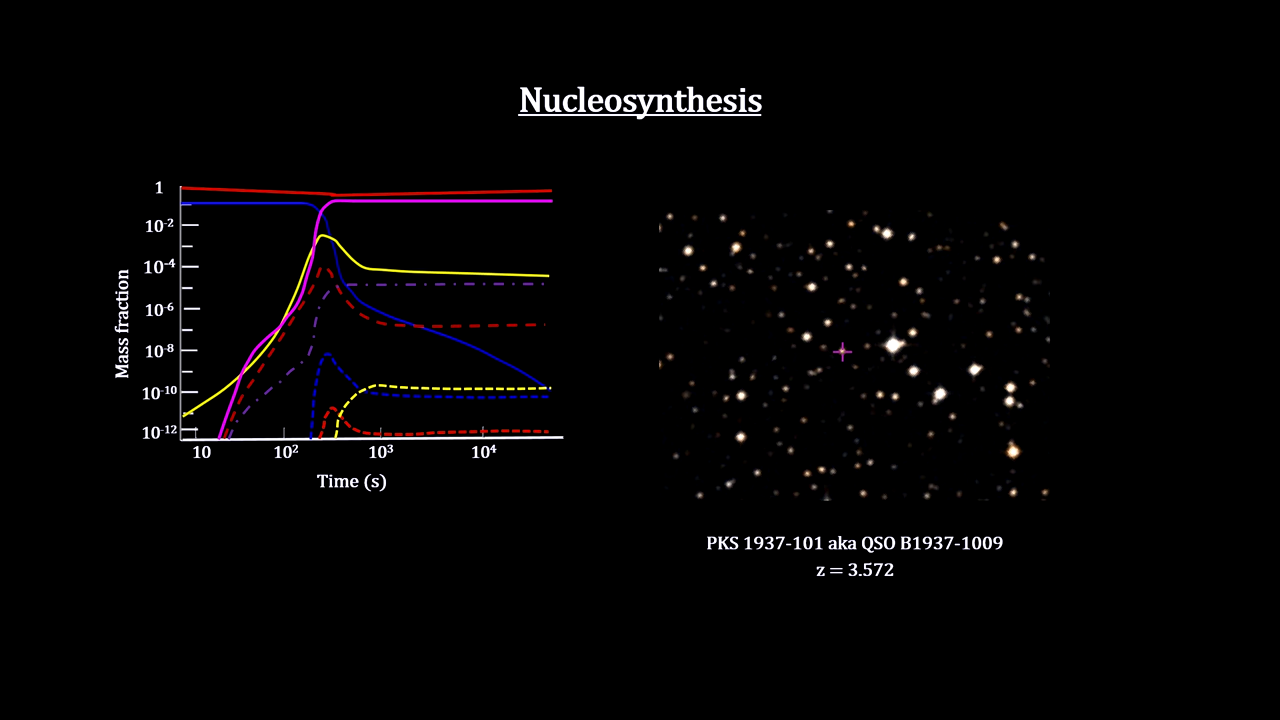 Nucleosynthesis
1
10⁻²
10⁻⁴
10⁻⁶
10⁻⁸
10⁻¹⁰
10⁻¹²
Mass fraction
10 10² 10³ 10⁴
Time (s)
PKS 1937-101 aka QSO B1937-1009
z = 3.572